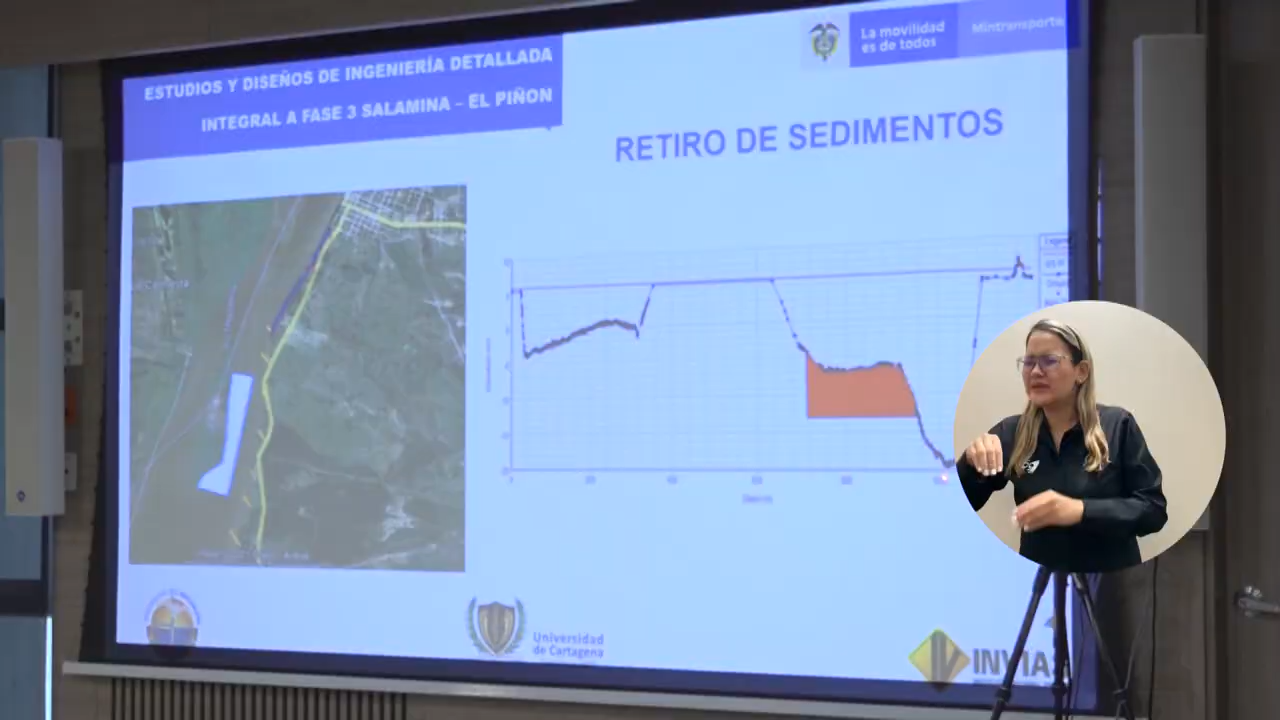 ESTUDIOS Y DISEÑOS DE INGENIERÍA DETALLADA
INTEGRAL A FASE 3 SALAMINA – EL PIÑON
La movilidad
es de todos
Mintransporte
RETIRO DE SEDIMENTOS
Universidad
de Cartagena
INVIAS